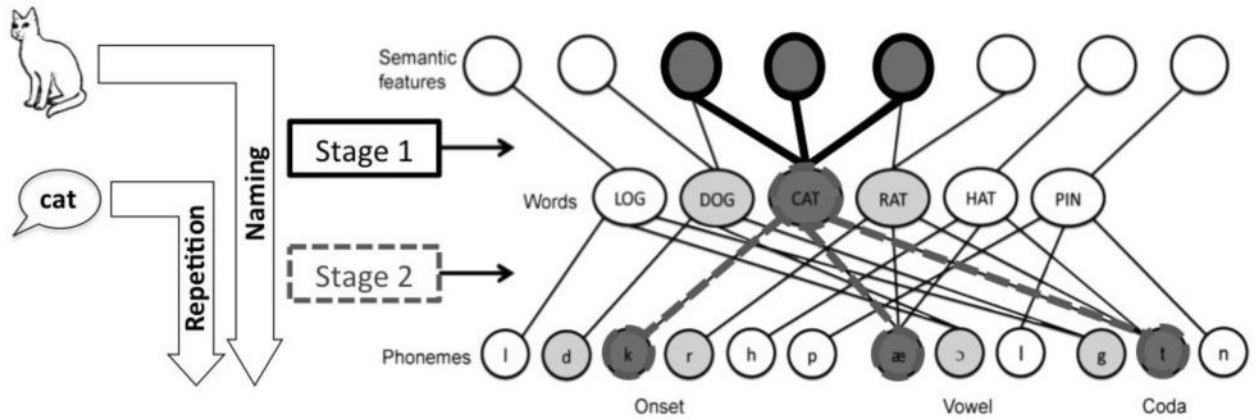 Semantic
features
Stage 1
cat
Naming
Repetition
Words
LOG DOG CAT RAT HAT PIN
Stage 2
Phonemes
l d k r h p æ ɔ I g t n
Onset Vowel Coda